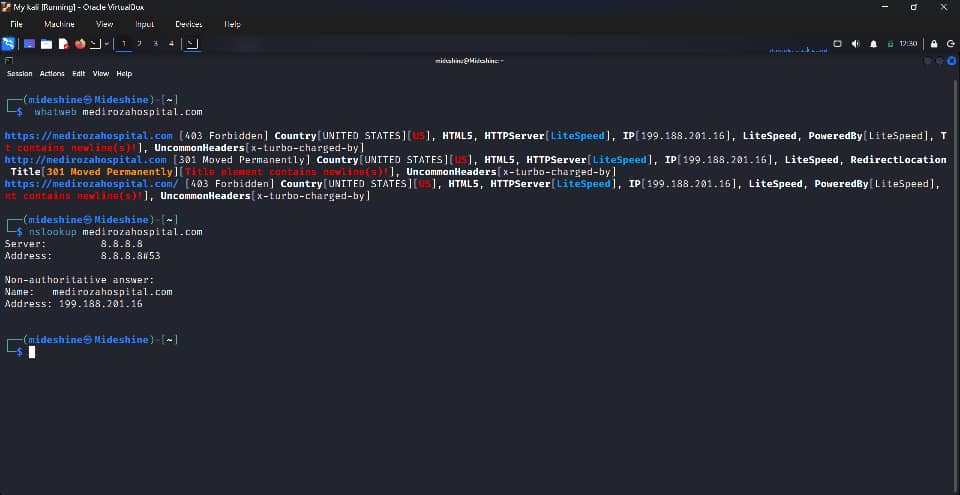 My kali [Running] - Oracle VirtualBox
File Machine View Input Devices Help
1 2 3 4 12:30
mideshine@Mideshine: ~
Session Actions Edit View Help
┌──(mideshine㉿Mideshine)-[~]
└─$ whatweb medirozahospital.com
https://medirozahospital.com [403 Forbidden] Country[UNITED STATES][US], HTML5, HTTPServer[LiteSpeed], IP[199.188.201.16], LiteSpeed, PoweredBy[LiteSpeed], T
t contains newline(s)!], UncommonHeaders[x-turbo-charged-by]
http://medirozahospital.com [301 Moved Permanently] Country[UNITED STATES][US], HTML5, HTTPServer[LiteSpeed], IP[199.188.201.16], LiteSpeed, RedirectLocation
Title[301 Moved Permanently][Title element contains newline(s)!], UncommonHeaders[x-turbo-charged-by]
https://medirozahospital.com/ [403 Forbidden] Country[UNITED STATES][US], HTML5, HTTPServer[LiteSpeed], IP[199.188.201.16], LiteSpeed, PoweredBy[LiteSpeed],
nt contains newline(s)!], UncommonHeaders[x-turbo-charged-by]
┌──(mideshine㉿Mideshine)-[~]
└─$ nslookup medirozahospital.com
Server: 8.8.8.8
Address: 8.8.8.8#53
Non-authoritative answer:
Name: medirozahospital.com
Address: 199.188.201.16
┌──(mideshine㉿Mideshine)-[~]
└─$